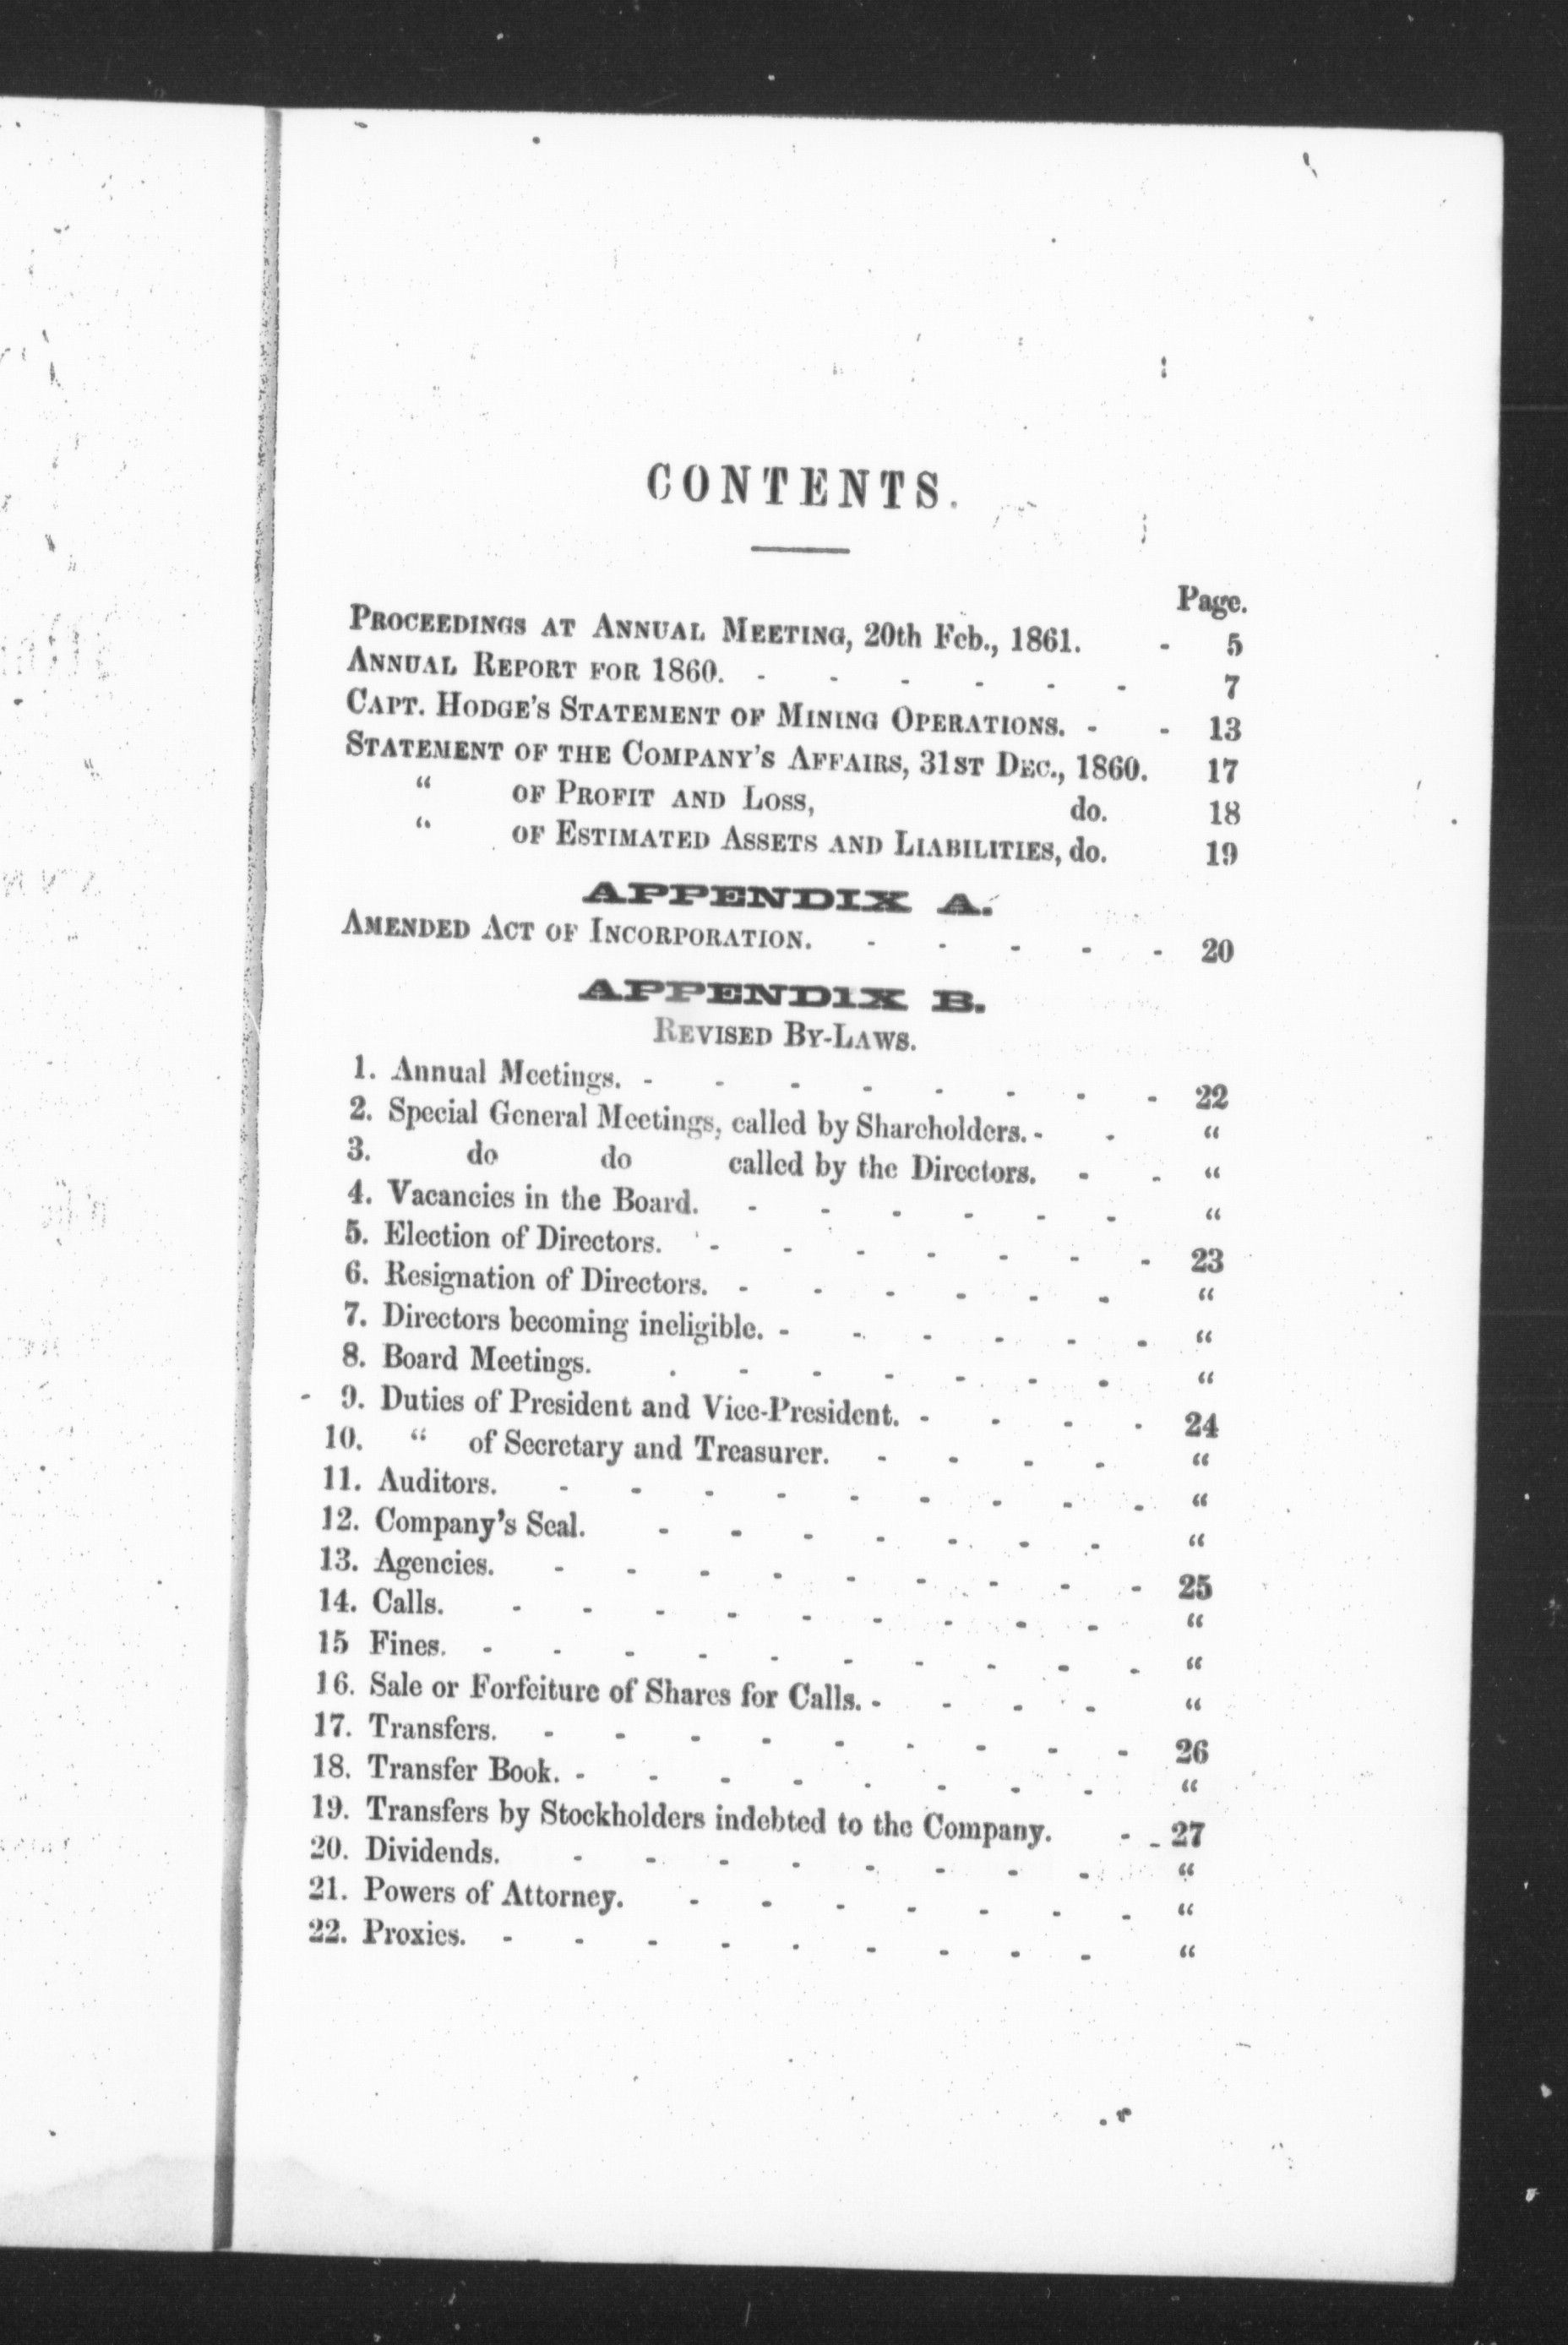 CONTENTS.
Page.
PROCEEDINGS AT ANNUAL MEETING, 20th Feb., 1861. - 5
ANNUAL REPORT FOR 1860. - - - - - - 7
CAPT. HODGE'S STATEMENT OF MINING OPERATIONS. - - 13
STATEMENT OF THE COMPANY'S AFFAIRS, 31ST DEC., 1860. 17
“ OF PROFIT AND LOSS, do. 18
“ OF ESTIMATED ASSETS AND LIABILITIES, do. 19
APPENDIX A.
AMENDED ACT OF INCORPORATION. - - - - - 20
APPENDIX B.
REVISED BY-LAWS.
1. Annual Meetings. - - - - - - - - 22
2. Special General Meetings, called by Shareholders. - - “
3. do do called by the Directors. - - “
4. Vacancies in the Board. - - - - - - “
5. Election of Directors. - - - - - - - 23
6. Resignation of Directors. - - - - - - “
7. Directors becoming ineligible. - - - - - - “
8. Board Meetings. - - - - - - - “
9. Duties of President and Vice-President. - - - - 24
10. “ of Secretary and Treasurer. - - - - “
11. Auditors. - - - - - - - - - “
12. Company's Seal. - - - - - - - “
13. Agencies. - - - - - - - - - 25
14. Calls. - - - - - - - - - “
15 Fines. - - - - - - - - - - “
16. Sale or Forfeiture of Shares for Calls. - - - - “
17. Transfers. - - - - - - - - - 26
18. Transfer Book. - - - - - - - - “
19. Transfers by Stockholders indebted to the Company. - - 27
20. Dividends. - - - - - - - - “
21. Powers of Attorney. - - - - - - - “
22. Proxies. - - - - - - - - - “